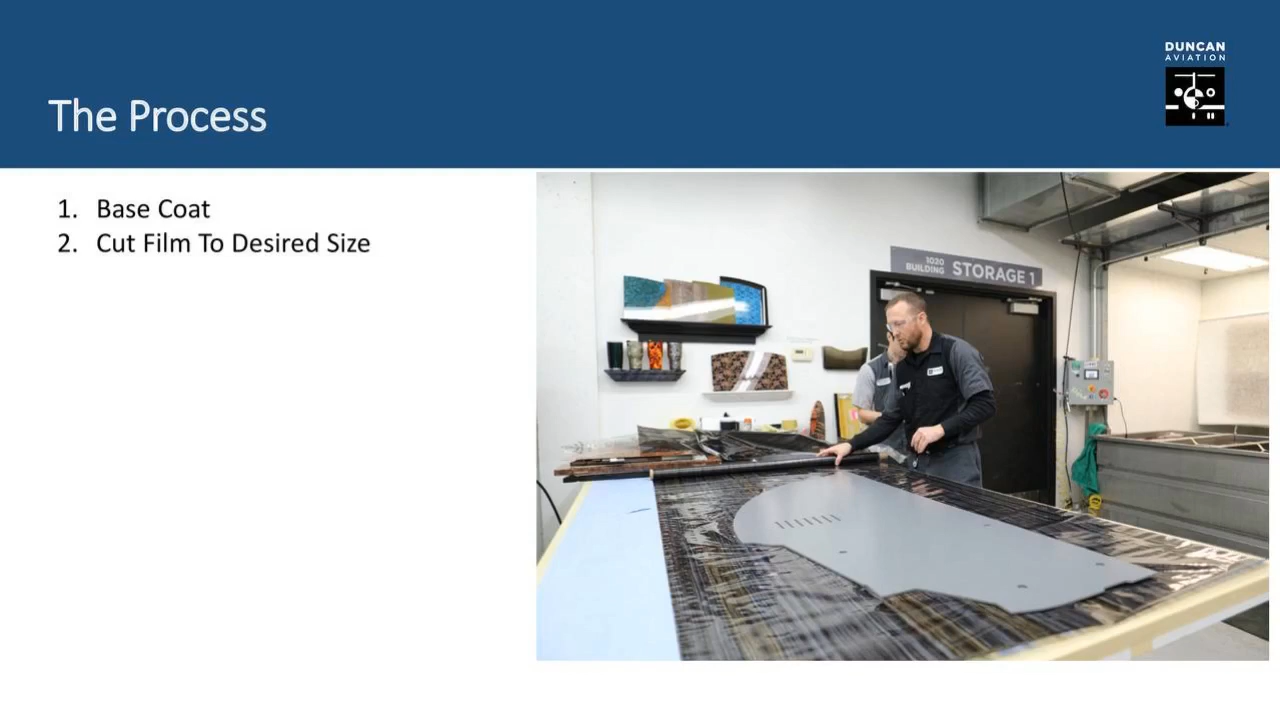 DUNCAN
AVIATION
The Process
1. Base Coat
2. Cut Film To Desired Size
1020
BUILDING
STORAGE 1